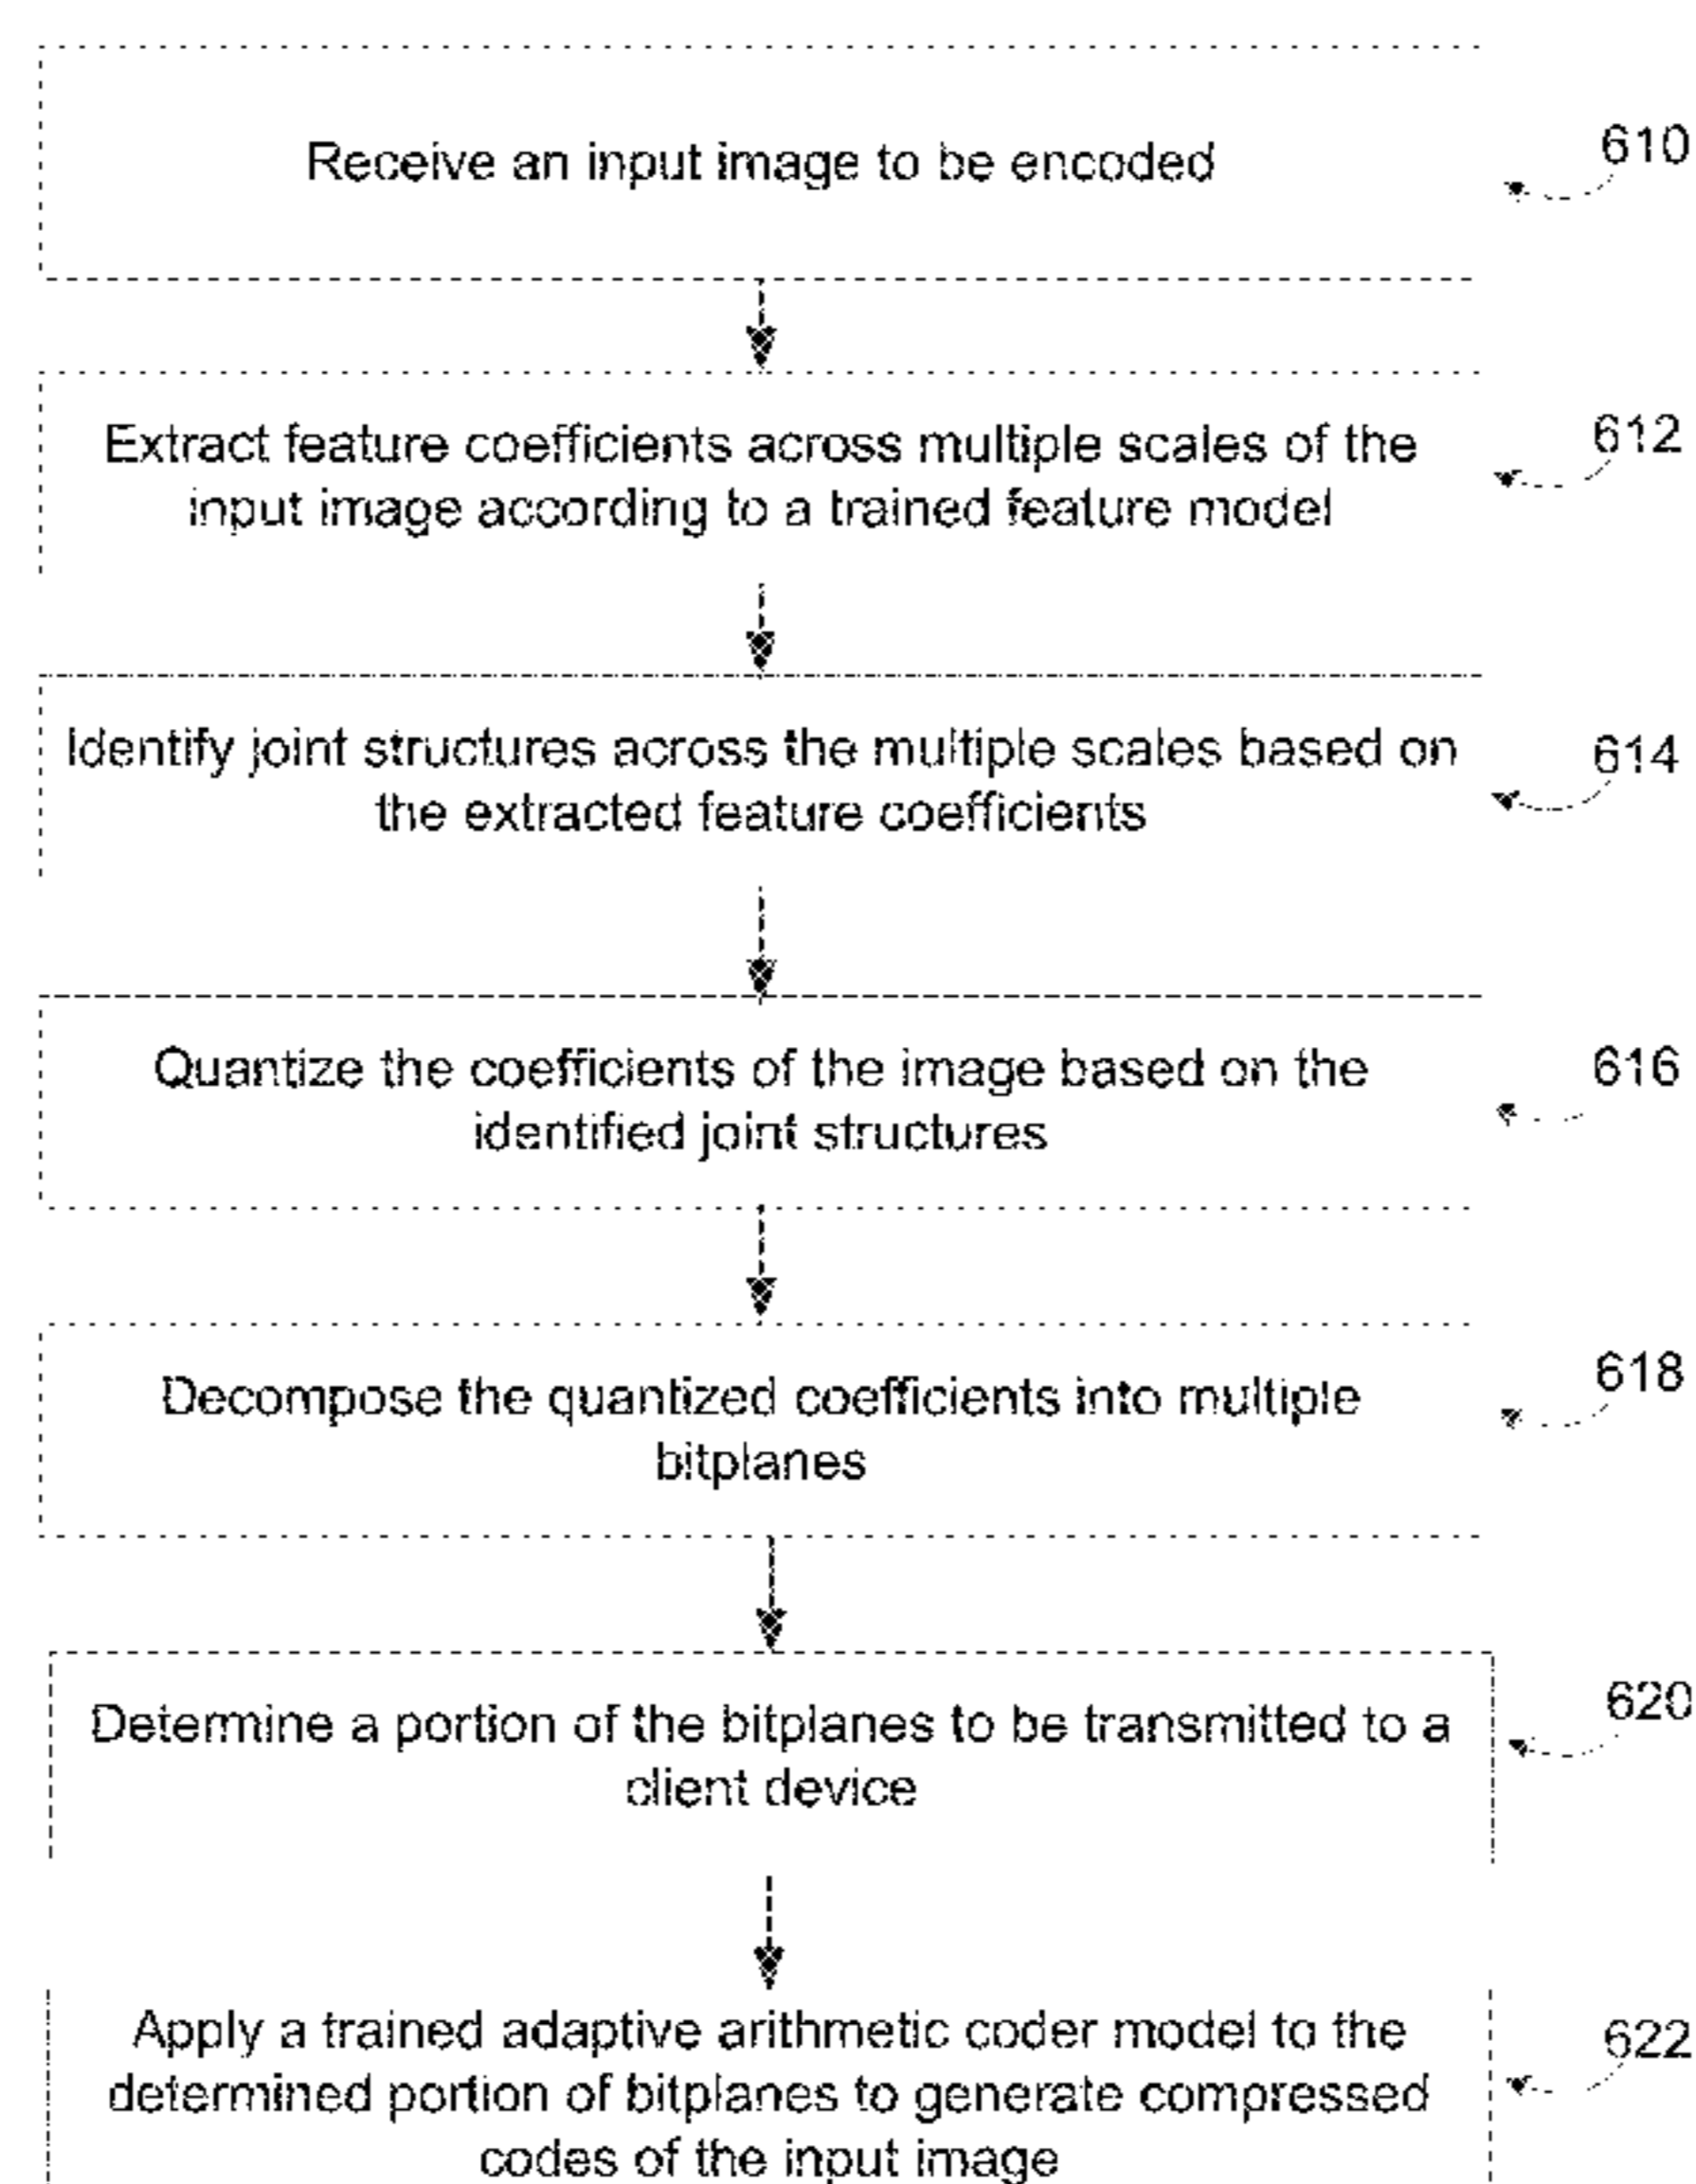 Receive an input image to be encoded
610
Extract feature coefficients across multiple scales of the
input image according to a trained feature model
612
Identify joint structures across the multiple scales based on
the extracted feature coefficients
614
Quantize the coefficients of the image based on the
identified joint structures
616
Decompose the quantized coefficients into multiple
bitplanes
618
Determine a portion of the bitplanes to be transmitted to a
client device
620
Apply a trained adaptive arithmetic coder model to the
determined portion of bitplanes to generate compressed
codes of the input image
622